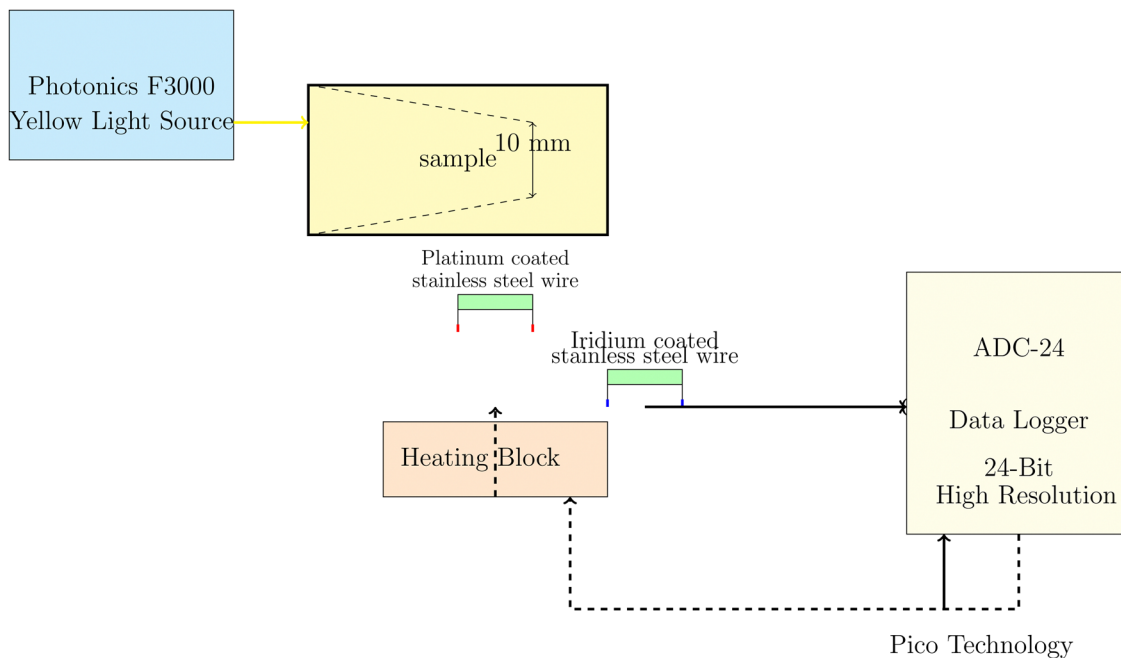 Photonics F3000
Yellow Light Source
10 mm
sample
Platinum coated
stainless steel wire
Iridium coated
stainless steel wire
ADC-24
Data Logger
24-Bit
High Resolution
Heating Block
Pico Technology